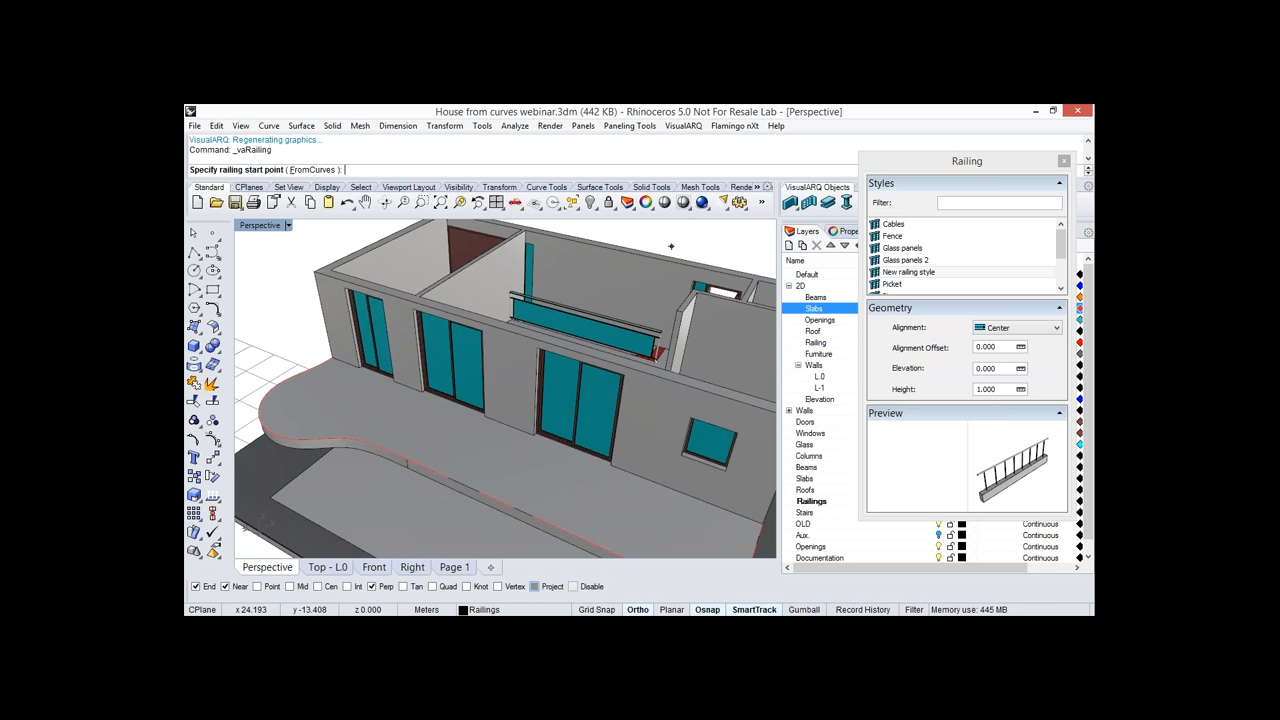 House from curves webinar.3dm (442 KB) - Rhinoceros 5.0 Not For Resale Lab - [Perspective]
File Edit View Curve Surface Solid Mesh Dimension Transform Tools Analyze Render Panels Paneling Tools VisualARQ Flamingo nXt Help
VisualARQ: Regenerating graphics...
Command: _vaRailing
Specify railing start point ( FromCurves ):
Standard CPlanes Set View Display Select Viewport Layout Visibility Transform Curve Tools Surface Tools Solid Tools Mesh Tools Rende
VisualARQ Objects
Perspective
Layers Prope
Name
Default
2D
Beams
Slabs
Openings
Roof
Railing
Furniture
Walls
L.0
L-1
Elevation
Walls
Doors
Windows
Glass
Columns
Beams
Slabs
Roofs
Railings
Stairs
OLD Continuous
Aux. Continuous
Openings Continuous
Documentation Continuous
Railing
Styles
Filter:
Cables
Fence
Glass panels
Glass panels 2
New railing style
Picket
Geometry
Alignment: Center
Alignment Offset: 0.000
Elevation: 0.000
Height: 1.000
Preview
Perspective Top - L.0 Front Right Page 1
End Near Point Mid Cen Int Perp Tan Quad Knot Vertex Project Disable
CPlane x 24.193 y -13.408 z 0.000 Meters Railings Grid Snap Ortho Planar Osnap SmartTrack Gumball Record History Filter Memory use: 445 MB